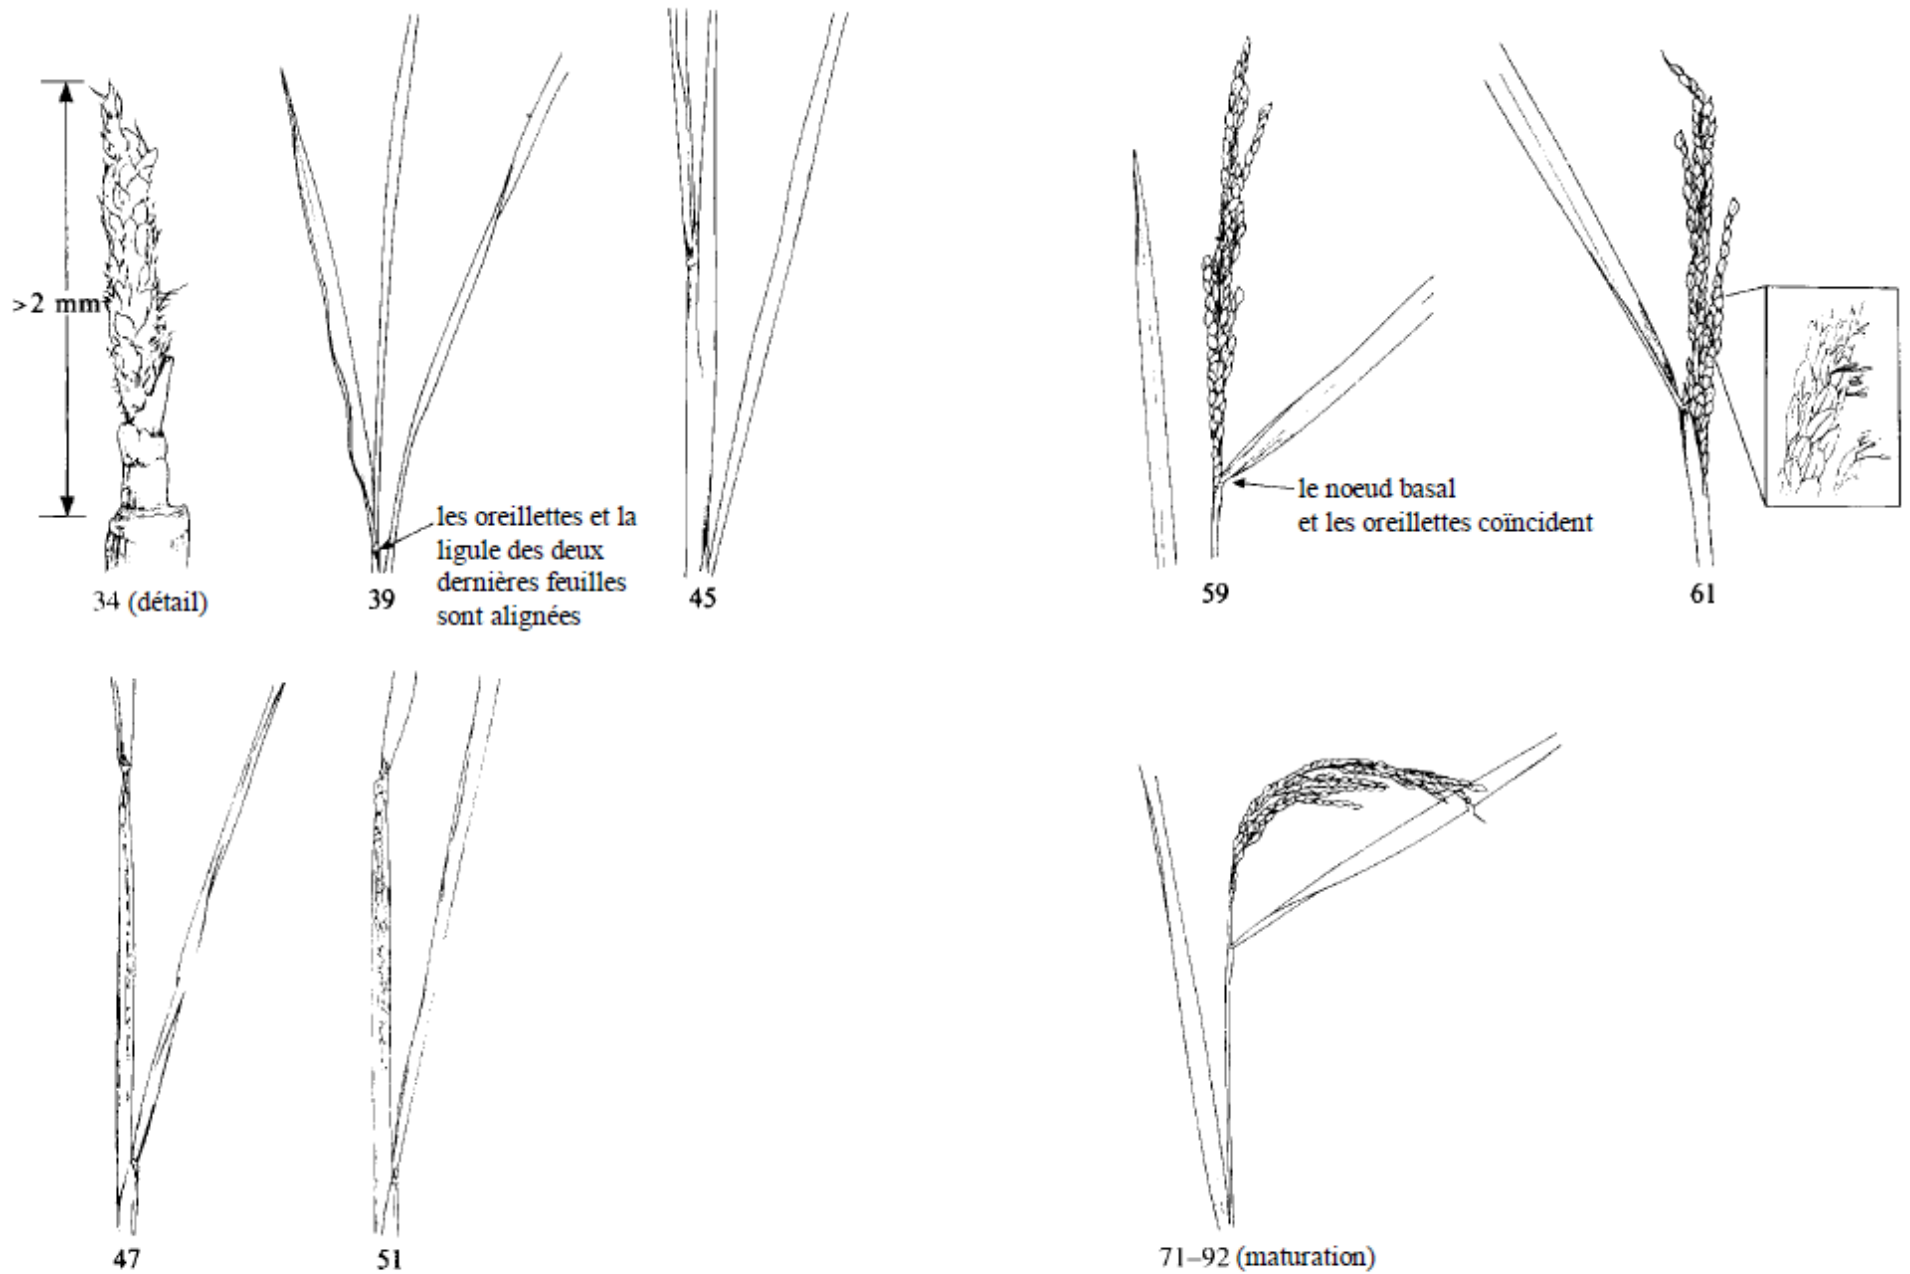 >2 mm
les oreillettes et la
ligule des deux
dernières feuilles
sont alignées
34 (détail)
39
45
le noeud basal
et les oreillettes coïncident
59
61
47
51
71–92 (maturation)